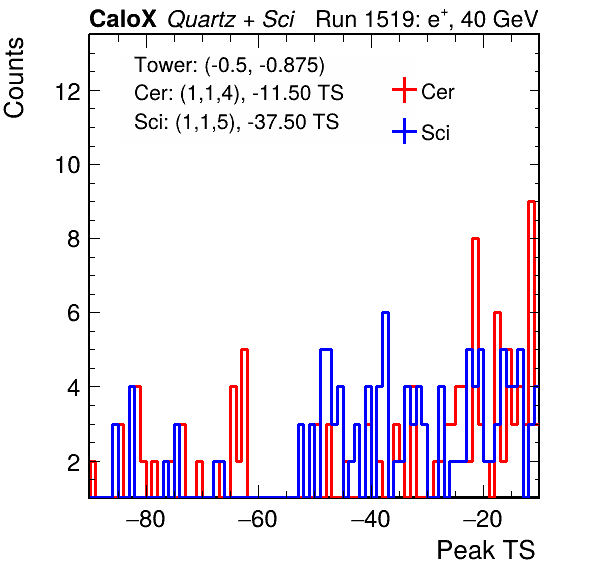 CaloX Quartz + Sci Run 1519: e⁺, 40 GeV
Counts
Tower: (-0.5, -0.875)
Cer: (1,1,4), -11.50 TS
Sci: (1,1,5), -37.50 TS
Cer
Sci
12
10
8
6
4
2
−80 −60 −40 −20
Peak TS